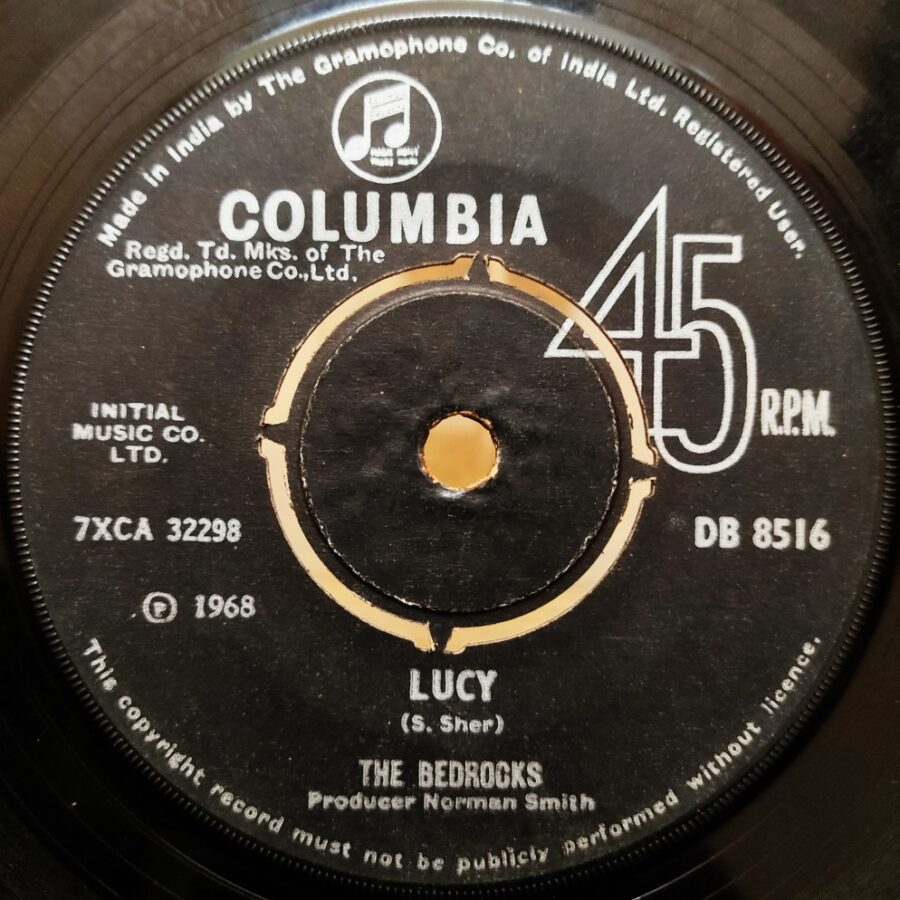 Made in India by The Gramophone Co. of India Ltd. Registered User.
COLUMBIA
Regd. Td. Mks. of The
Gramophone Co.,Ltd.
45
R.P.M.
INITIAL
MUSIC CO.
LTD.
7XCA 32298
DB 8516
℗ 1968
LUCY
(S. Sher)
THE BEDROCKS
Producer Norman Smith
This copyright record must not be publicly performed without licence.